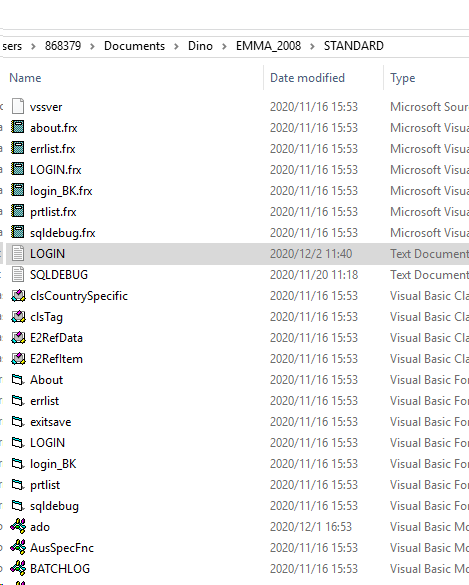 sers > 868379 > Documents > Dino > EMMA_2008 > STANDARD
Name Date modified Type
vssver 2020/11/16 15:53 Microsoft Sour
about.frx 2020/11/16 15:53 Microsoft Visua
errlist.frx 2020/11/16 15:53 Microsoft Visua
LOGIN.frx 2020/11/16 15:53 Microsoft Visua
login_BK.frx 2020/11/16 15:53 Microsoft Visua
prtlist.frx 2020/11/16 15:53 Microsoft Visua
sqldebug.frx 2020/11/16 15:53 Microsoft Visua
LOGIN 2020/12/2 11:40 Text Documen
SQLDEBUG 2020/11/20 11:18 Text Documen
clsCountrySpecific 2020/11/16 15:53 Visual Basic Cla
clsTag 2020/11/16 15:53 Visual Basic Cla
E2RefData 2020/11/16 15:53 Visual Basic Cla
E2RefItem 2020/11/16 15:53 Visual Basic Cla
About 2020/11/16 15:53 Visual Basic For
errlist 2020/11/16 15:53 Visual Basic For
exitsave 2020/11/16 15:53 Visual Basic For
LOGIN 2020/11/16 15:53 Visual Basic For
login_BK 2020/11/16 15:53 Visual Basic For
prtlist 2020/11/16 15:53 Visual Basic For
sqldebug 2020/11/16 15:53 Visual Basic For
ado 2020/12/1 16:53 Visual Basic Mo
AusSpecFnc 2020/11/16 15:53 Visual Basic Mo
BATCHLOG 2020/11/16 15:53 Visual Basic Mo